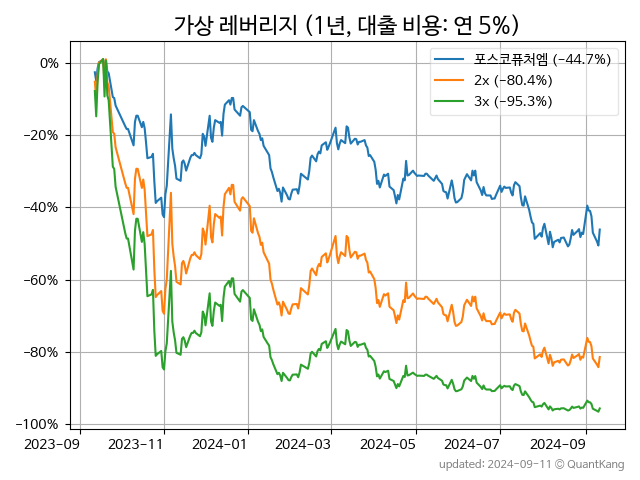 가상 레버리지 (1년, 대출 비용: 연 5%)
포스코퓨처엠 (−44.7%)
2x (−80.4%)
3x (−95.3%)
0%
−20%
−40%
−60%
−80%
−100%
2023-09 2023-11 2024-01 2024-03 2024-05 2024-07 2024-09
updated: 2024-09-11 © QuantKang